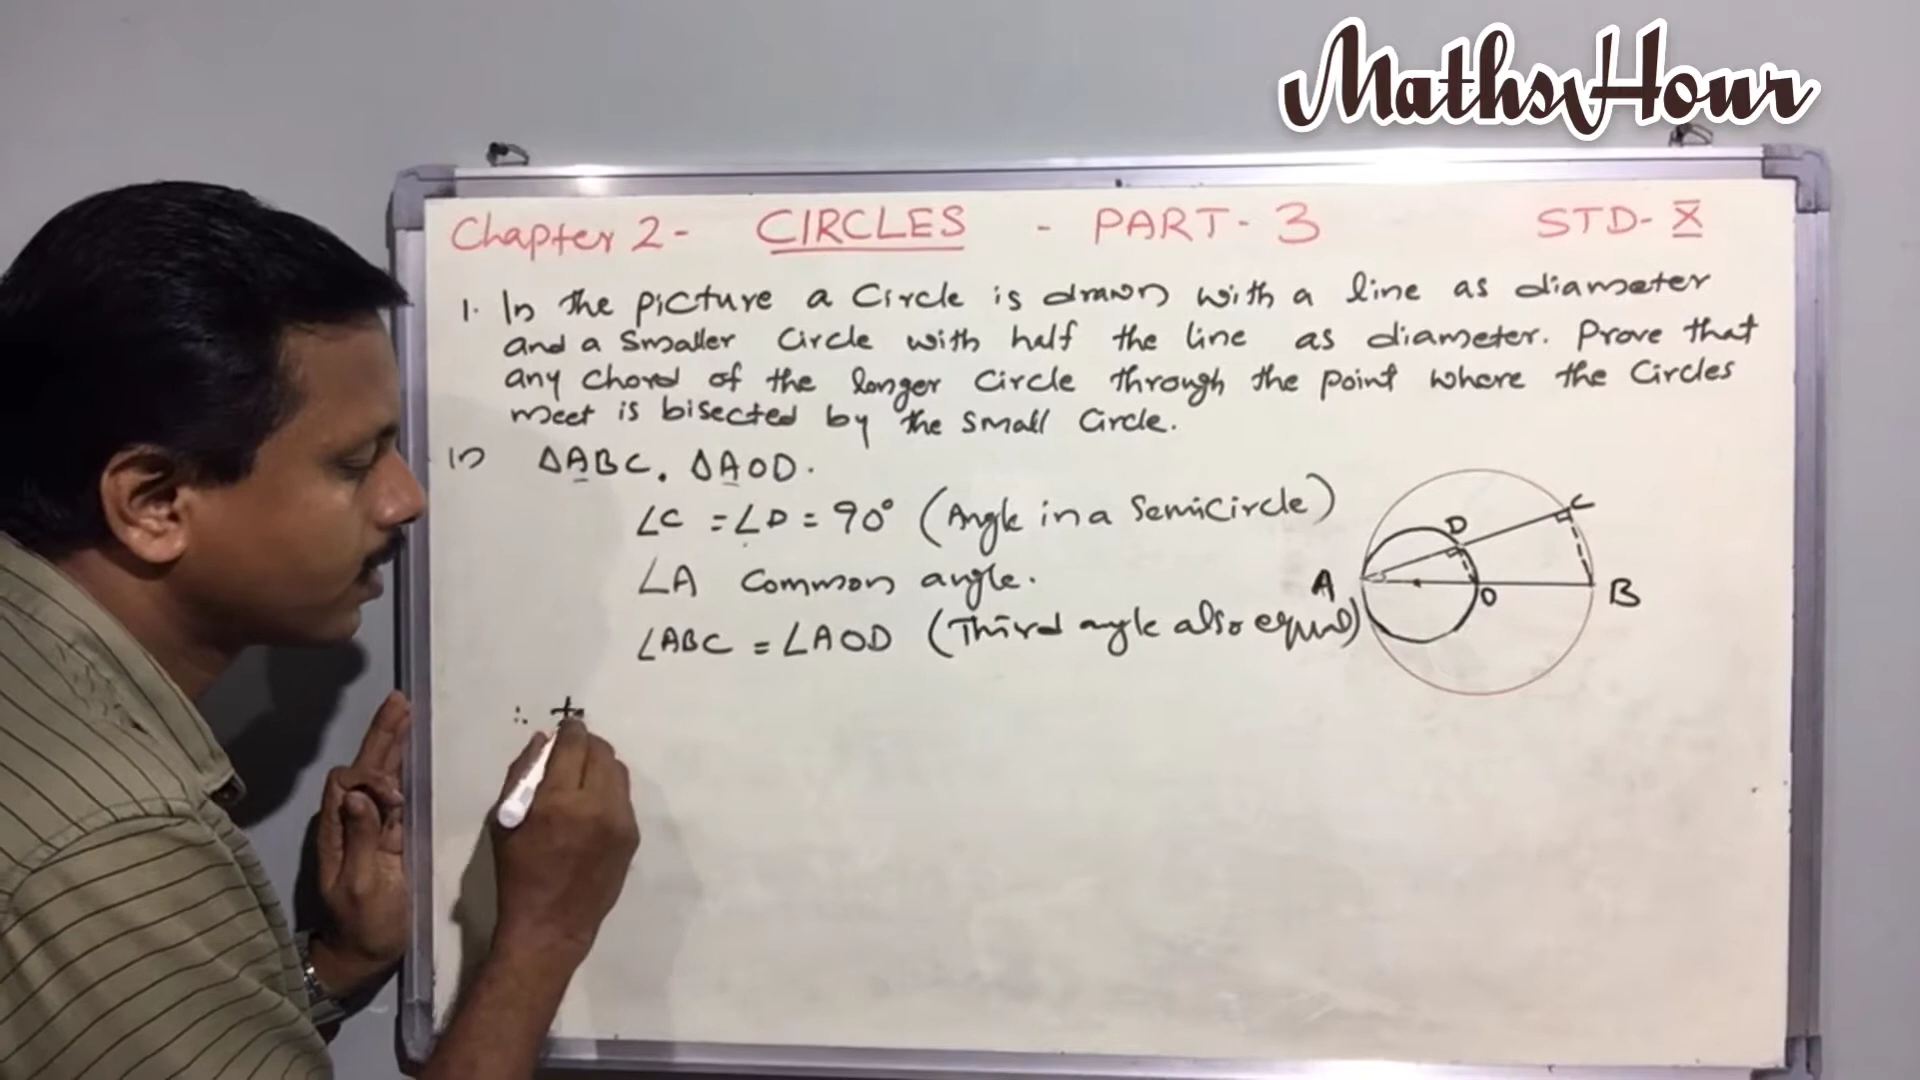 Maths Hour
Chapter 2 - CIRCLES - PART - 3 STD - X
1. In the picture a circle is drawn with a line as diameter
and a smaller circle with half the line as diameter. Prove that
any chord of the larger circle through the point where the circles
meet is bisected by the small circle.
In ΔABC, ΔAOD.
∠C = ∠D = 90° (Angle in a semicircle)
∠A common angle.
∠ABC = ∠AOD (Third angle also equal)
∴
C
D
A
O
B